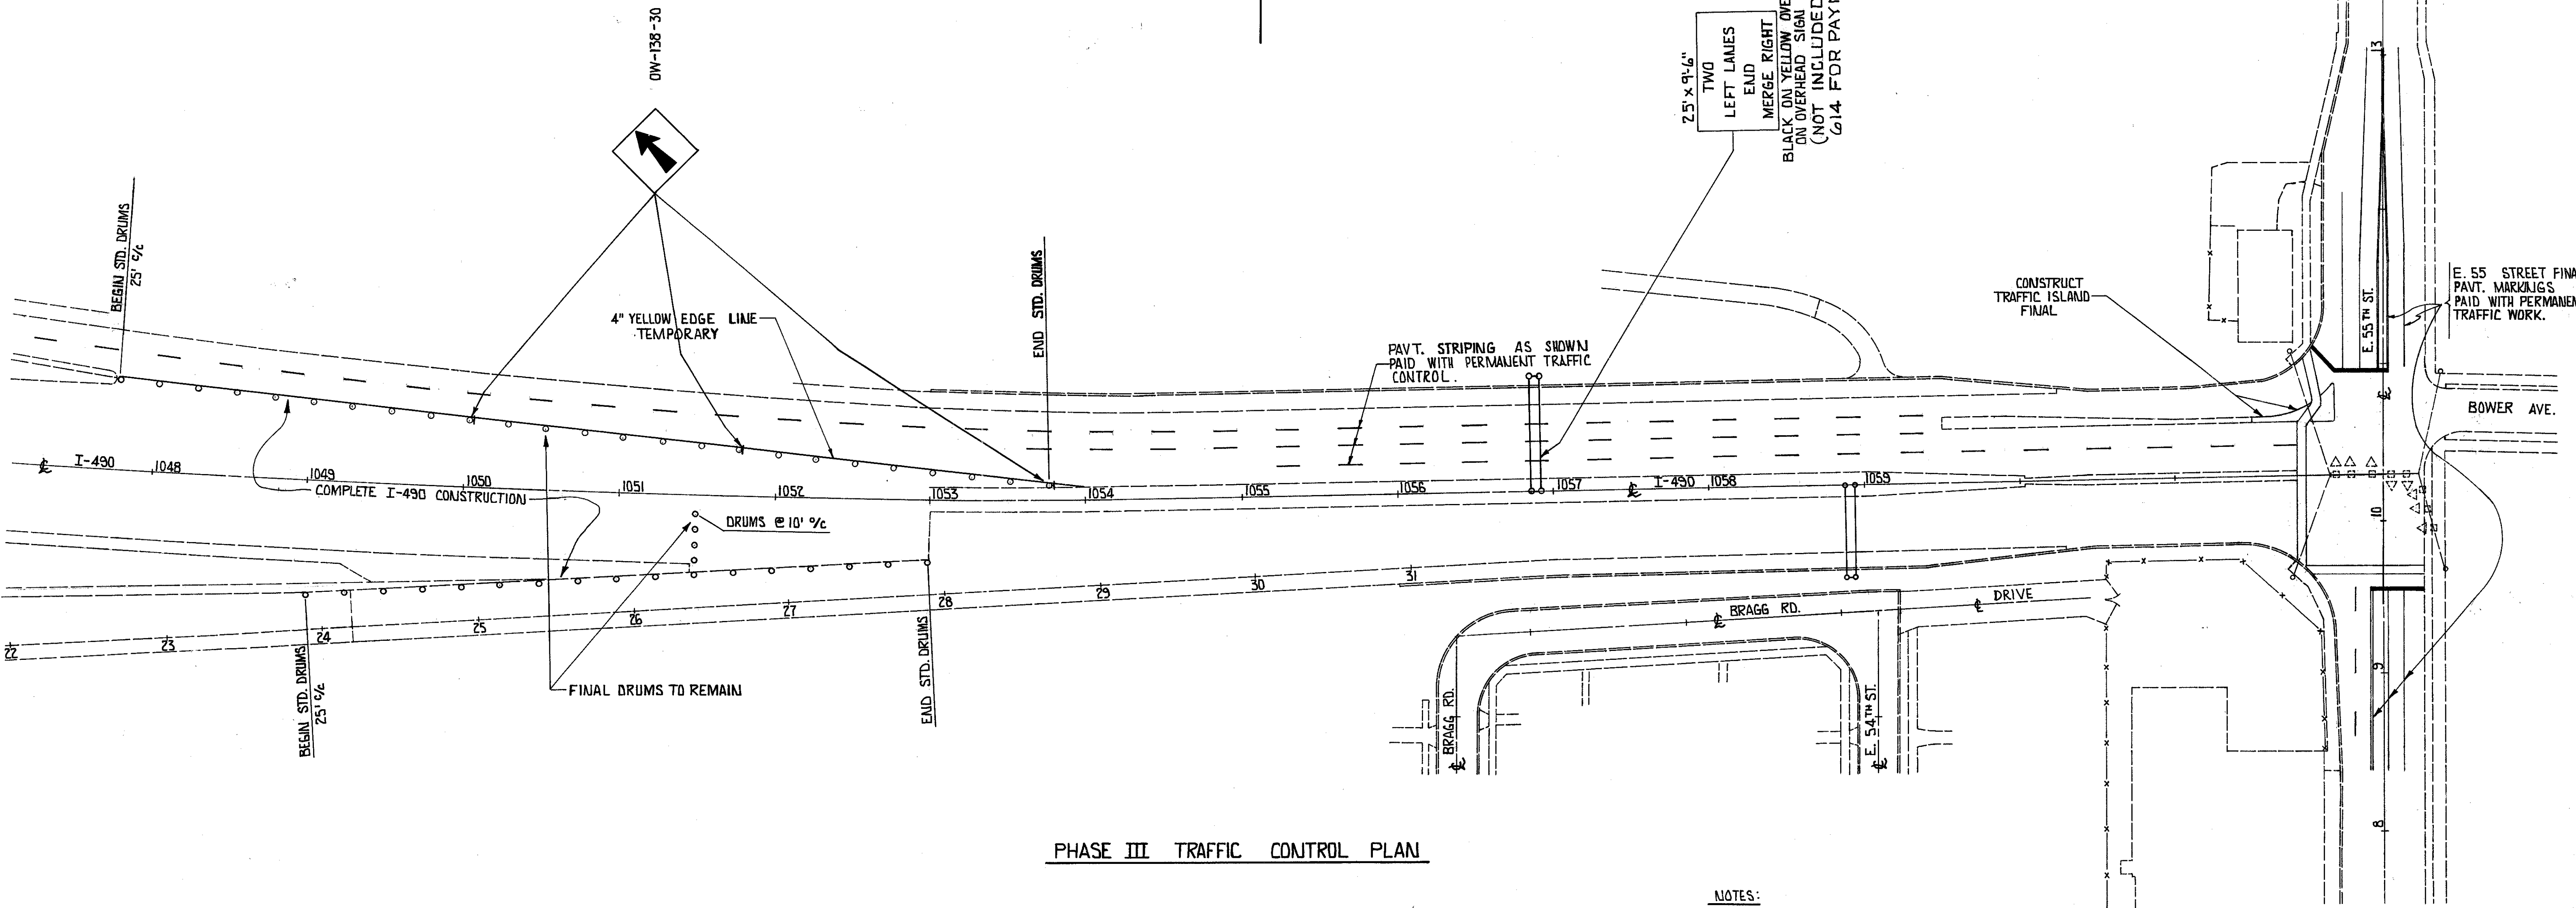 OW-138-30
25' x 9'-6"
TWO
LEFT LANES
END
MERGE RIGHT
BLACK ON YELLOW
ON OVERHEAD SIGN
(NOT INCLUDED
614 FOR
13
BEGIN STD. DRUMS
25' c/c
4" YELLOW EDGE LINE
TEMPORARY
END STD. DRUMS
PAVT. STRIPING AS SHOWN
PAID WITH PERMANENT TRAFFIC
CONTROL.
CONSTRUCT
TRAFFIC ISLAND
FINAL
E. 55TH ST.
E. 55 STREET
PAVT. MARKINGS
PAID WITH
TRAFFIC WORK.
℄
BOWER AVE.
℄ I-490 1048 1049 1050 1051 1052 1053 1054 1055 1056 1057 ℄ I-490 1058 1059
COMPLETE I-490 CONSTRUCTION
DRUMS @ 10' c/c
10
22 23 24 25 26 27 28 29 30 31
BEGIN STD. DRUMS
25' c/c
FINAL DRUMS TO REMAIN
END STD. DRUMS
℄ BRAGG RD.
℄ DRIVE
BRAGG RD.
℄
E. 54TH ST.
℄
9
8
PHASE III TRAFFIC CONTROL PLAN
NOTES: